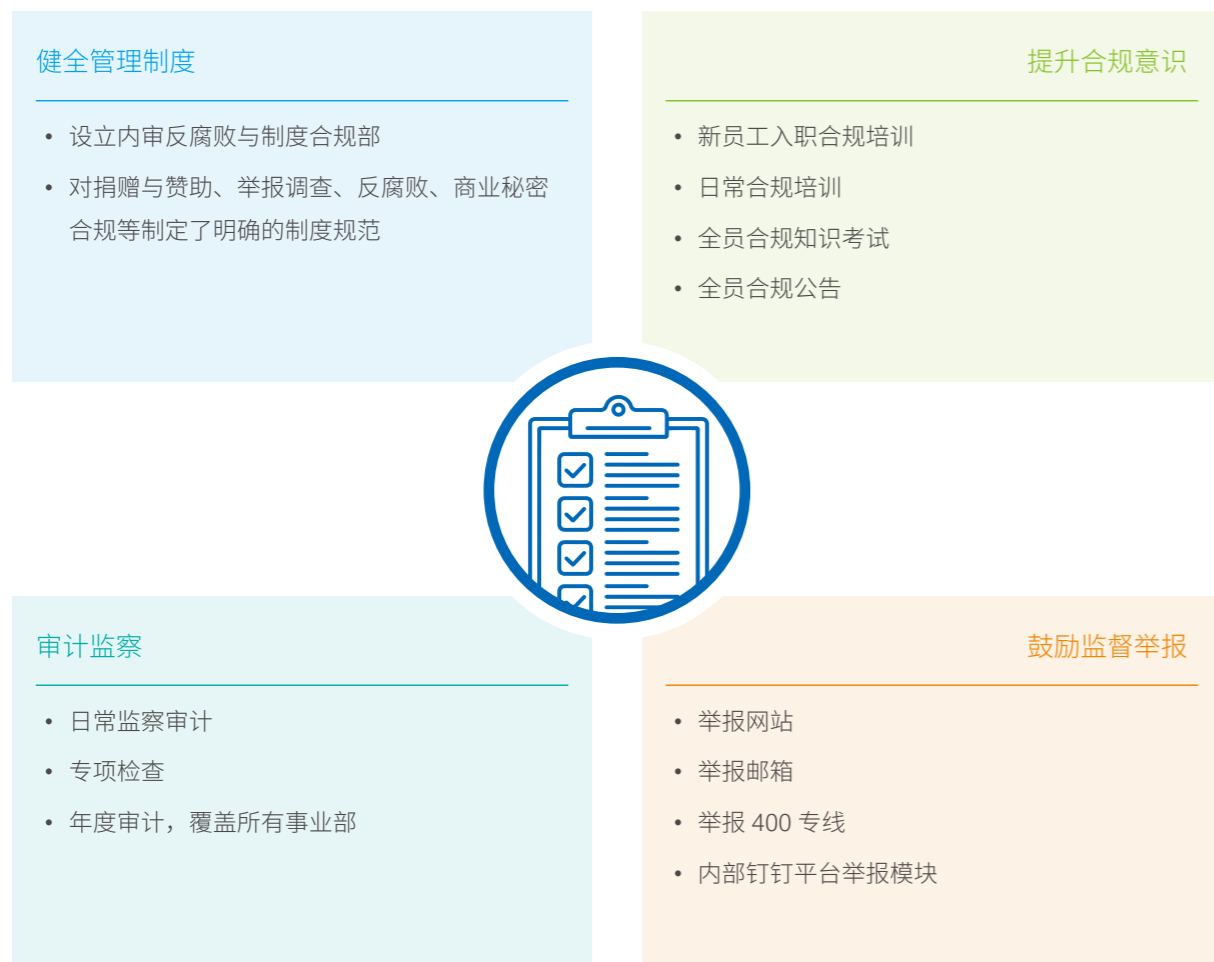 健全管理制度
• 设立内审反腐败与制度合规部
• 对捐赠与赞助、举报调查、反腐败、商业秘密
合规等制定了明确的制度规范
提升合规意识
• 新员工入职合规培训
• 日常合规培训
• 全员合规知识考试
• 全员合规公告
审计监察
• 日常监察审计
• 专项检查
• 年度审计，覆盖所有事业部
鼓励监督举报
• 举报网站
• 举报邮箱
• 举报 400 专线
• 内部钉钉平台举报模块